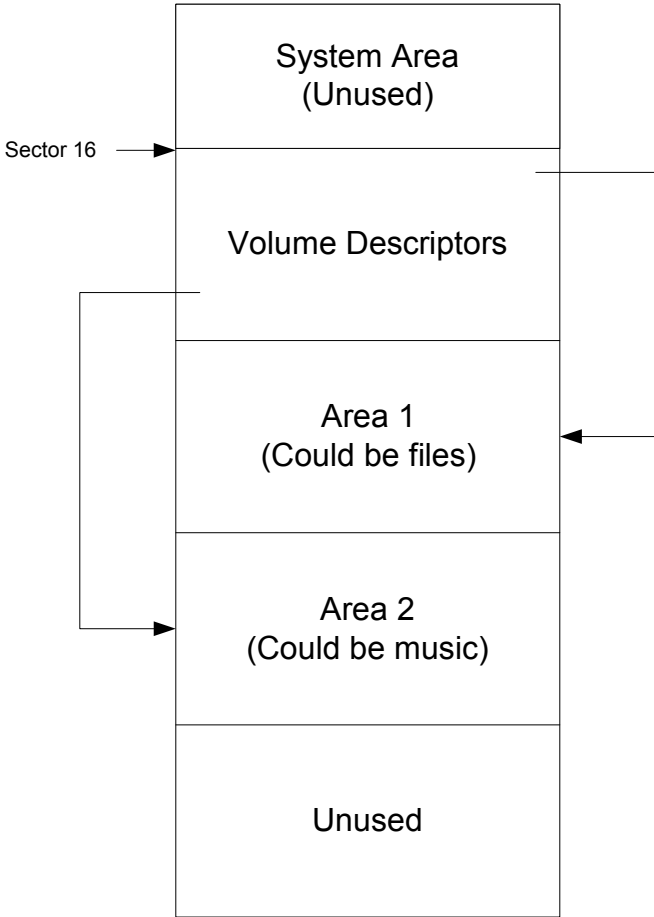 System Area
(Unused)
Sector 16
Volume Descriptors
Area 1
(Could be files)
Area 2
(Could be music)
Unused